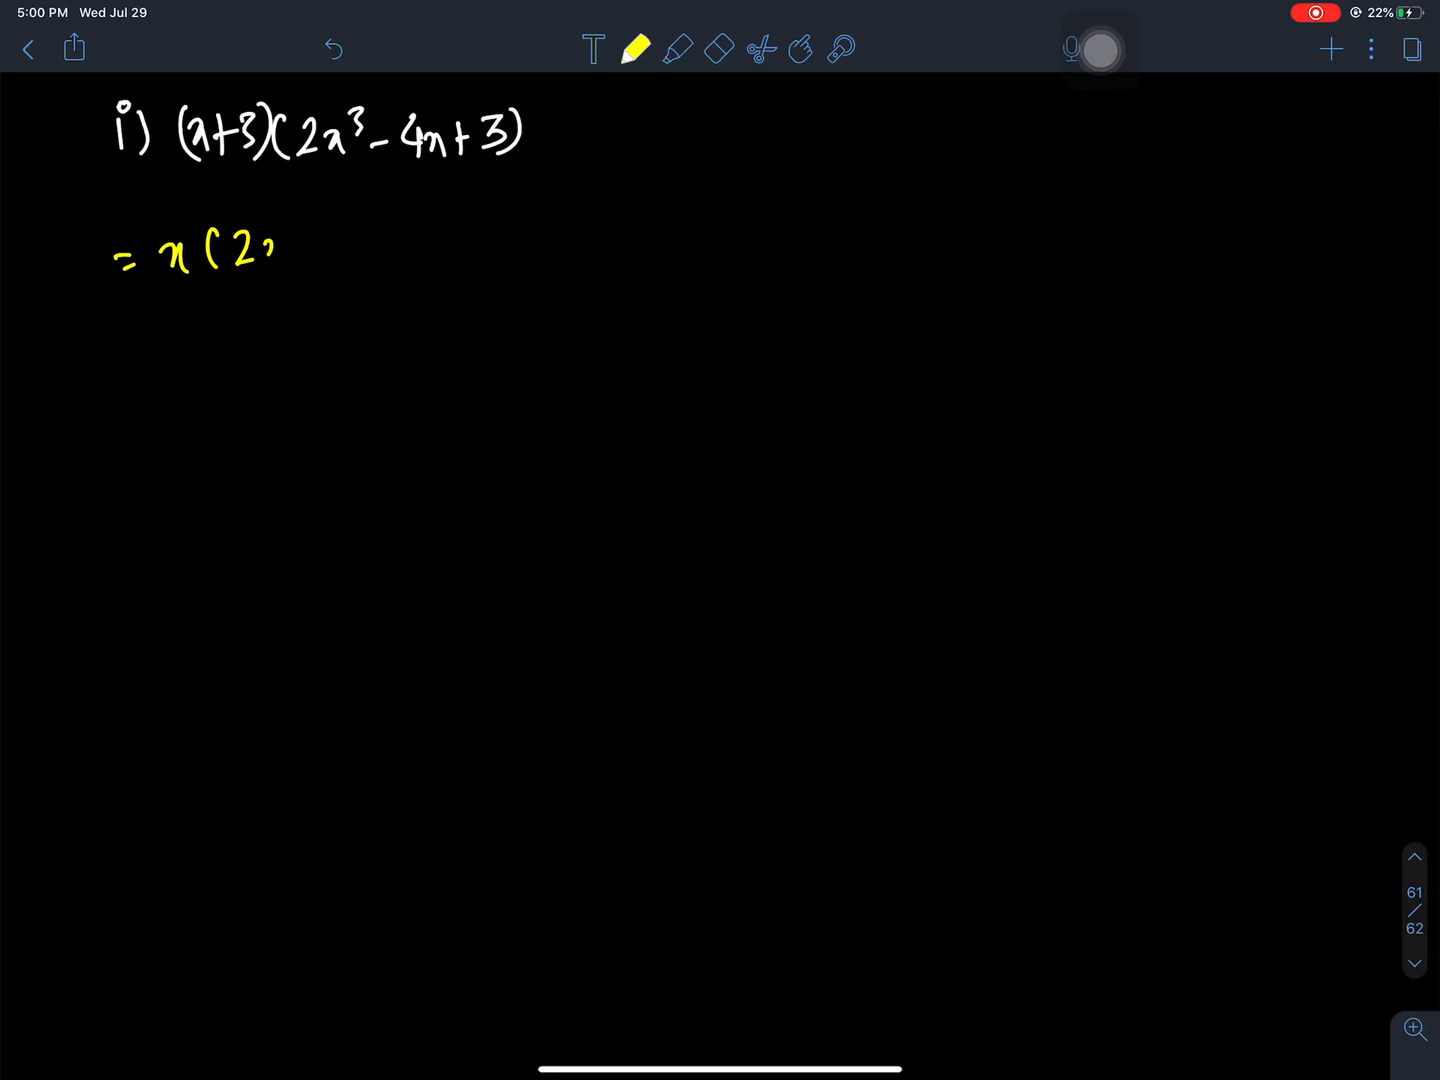 5:00 PM Wed Jul 29
22%
T
i) (x+3)(2x³-4x+3)
= x(2
61
62